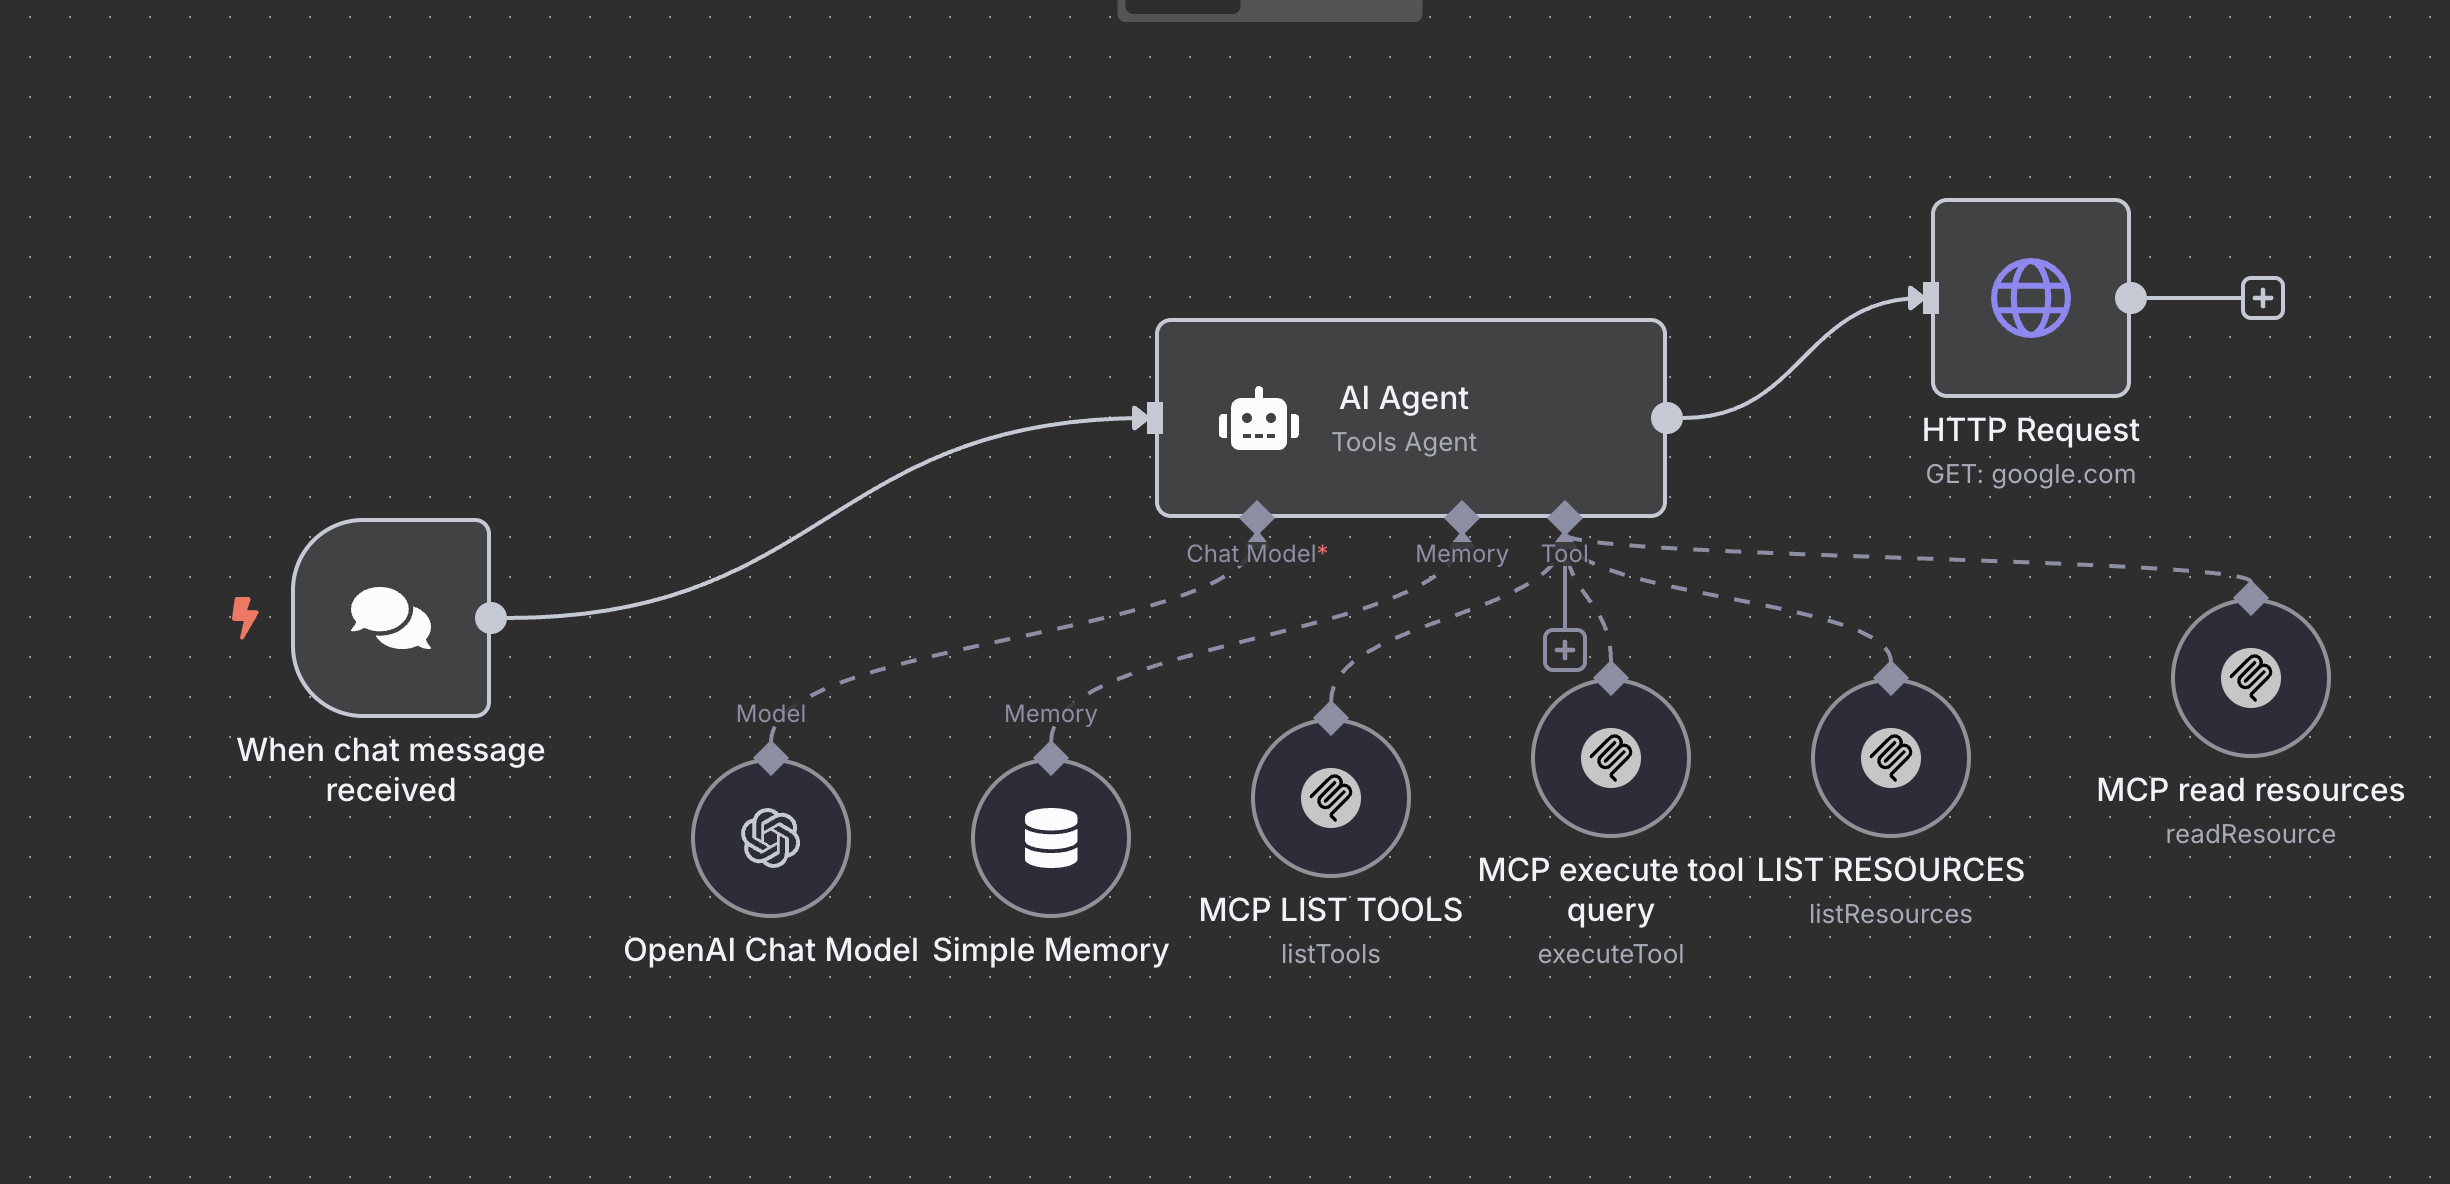 AI Agent
Tools Agent
HTTP Request
GET: google.com
Chat Model*
Memory
Tool
When chat message
received
Model
Memory
OpenAI Chat Model
Simple Memory
MCP LIST TOOLS
listTools
MCP execute tool
query
executeTool
LIST RESOURCES
listResources
MCP read resources
readResource